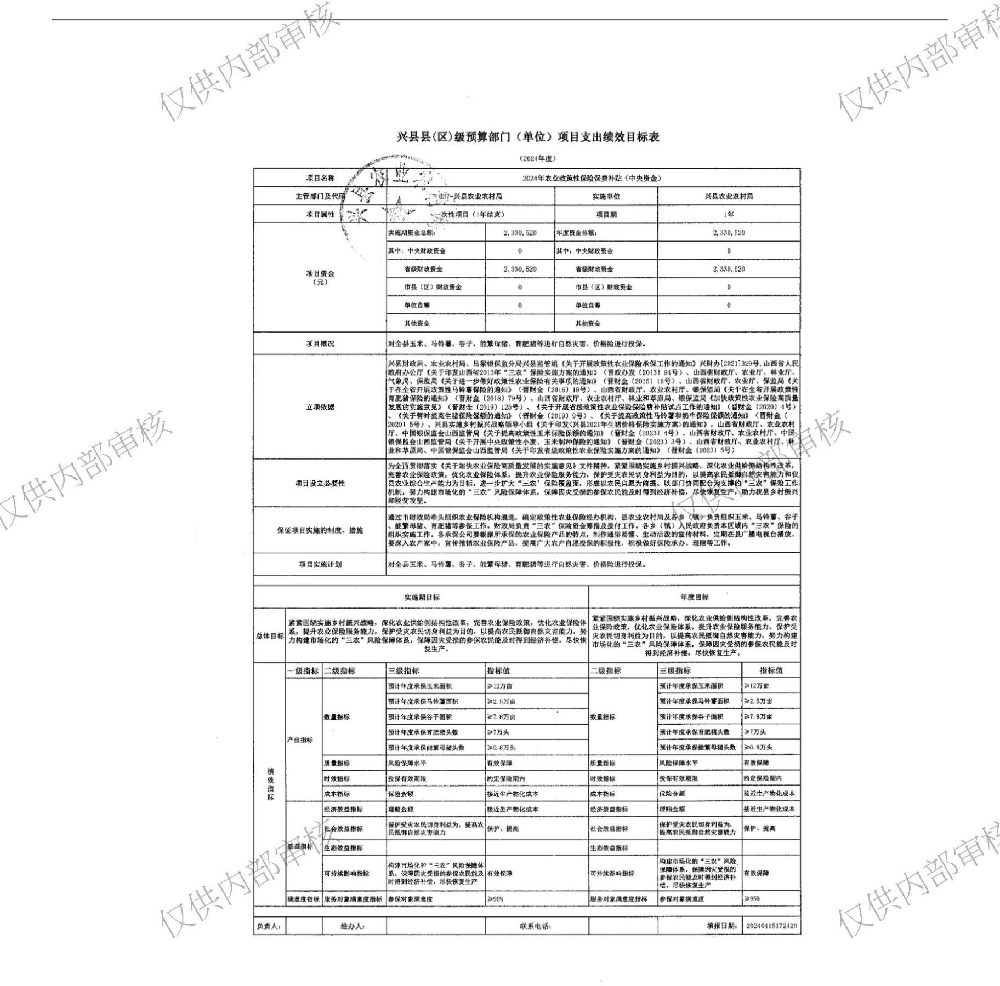 仅供内部审核
仅供内部审核
兴县县(区)级预算部门（单位）项目支出绩效目标表
（2024年度）
项目名称 2024年农业政策性保险保费补贴（中央资金）
主管部门及代码 037-兴县农业农村局 实施单位 兴县农业农村局
项目属性 一次性项目（1年结束） 项目期 1年
项目资金（元）
实施期资金总额： 2,330,520 年度资金总额： 2,330,520
其中：中央财政资金 0 其中：中央财政资金 0
省级财政资金 2,330,520 省级财政资金 2,330,520
市县（区）财政资金 0 市县（区）财政资金 0
单位自筹 0 单位自筹 0
其他资金 其他资金
项目概况 对全县玉米、马铃薯、谷子、能繁母猪、育肥猪等进行自然灾害、价格险进行投保。
立项依据
兴县财政局、农业农村局、吕梁银保监分局兴县监管组《关于开展政策性农业保险承保工作的通知》兴财办[2021]329号,山西省人民
政府办公厅《关于印发山西省2013年“三农”保险实施方案的通知》（晋政办发〔2013〕94号）、山西省财政厅、农业厅、林业厅、
气象局、保监局《关于进一步做好政策性农业保险有关事项的通知》（晋财金〔2015〕16号）、山西省财政厅、农业厅、保监局《关
于在全省开展政策性马铃薯保险的通知》（晋财金〔2016〕18号）、山西省财政厅、农业农村厅、银保监局《关于在全省开展政策性
育肥猪保险的通知》（晋财金〔2018〕79号）、山西省财政厅、农业农村厅、林业和草原局、银保监局《加快政策性农业保险高质量
发展的实施意见》（晋财金〔2019〕125号）、《关于开展省级政策性农业保险保险费补贴试点工作的通知》（晋财金〔2020〕4号）
、《关于暂时提高生猪保险保额的通知》（晋财金〔2019〕9号）、《关于提高政策性马铃薯和奶牛保险保额的通知》（晋财金〔
2020〕5号）、兴县实施乡村振兴战略领导小组《关于印发<兴县2021年生猪价格保险实施方案>的通知》，山西省财政厅、农业农村
厅、中国银保监会山西监管局《关于提高政策性玉米保险保额的通知》（晋财金〔2023〕4号）、山西省财政厅、农业农村厅、中国
银保监会山西监管局《关于开展中央政策性小麦、玉米制种保险的通知》（晋财金〔2023〕3号）、山西省财政厅、农业农村厅、林
业和草原局、中国银保监会山西监管局《关于印发省级政策性农业保险实施方案的通知》（晋财金〔2023〕5号）
项目设立必要性
为全面贯彻落实《关于加快农业保险高质量发展的实施意见》文件精神，紧紧围绕实施乡村振兴战略，深化农业供给侧结构性改革，
完善农业保险政策，优化农业保险体系，提升农业保险服务能力，保护受灾农民切身利益为目的，以提高农民抵御自然灾害能力和我
县农业综合生产能力为目标，进一步扩大“三农’保险覆盖面，形成以农民自愿为前提、以部门协同配合为支撑的“三农”保险工作
机制，努力构建市场化的“三农”风险保障体系，保障因灾受损的参保农民能及时得到经济补偿，尽快恢复生产，助力我县乡村振兴
和脱贫攻坚。
保证项目实施的制度、措施
通过市财政局牵头组织农业保险机构遴选，确定政策性农业保险经办机构，县农业农村局及各乡（镇）负责组织玉米、马铃薯、谷子
、能繁母猪、育肥猪等参保工作。财政局负责“三农”保险资金筹措及拨付工作。各乡（镇）人民政府负责本区域内“三农”保险的
组织实施工作。各承保公司要根据所承保的农业保险产品的特点，制作通俗易懂、生动活泼的宣传材料，定期在县广播电视台播放。
要深入农户家中，宣传推销农业保险产品，提高广大农户自愿投保的积极性，积极做好保险承办、理赔等工作。
项目实施计划 对全县玉米、马铃薯、谷子、能繁母猪、育肥猪等进行自然灾害、价格险进行投保。
仅供内部审核
仅供内部审核
实施期目标 年度目标
总体目标
紧紧围绕实施乡村振兴战略，深化农业供给侧结构性改革，完善农业保险政策，优化农业保险体
系，提升农业保险服务能力，保护受灾农民切身利益为目的，以提高农民抵御自然灾害能力，努
力构建市场化的“三农”风险保障体系，保障因灾受损的参保农民能及时得到经济补偿，尽快恢
复生产。
紧紧围绕实施乡村振兴战略，深化农业供给侧结构性改革，完善农
业保险政策，优化农业保险体系，提升农业保险服务能力，保护受
灾农民切身利益为目的，以提高农民抵御自然灾害能力，努力构建
市场化的“三农”风险保障体系，保障因灾受损的参保农民能及时
得到经济补偿，尽快恢复生产。
绩效指标
一级指标 二级指标 三级指标 指标值 二级指标 三级指标 指标值
产出指标
数量指标 数量指标
预计年度承保玉米面积 ≥12万亩 预计年度承保玉米面积 ≥12万亩
预计年度承保马铃薯面积 ≥2.5万亩 预计年度承保马铃薯面积 ≥2.5万亩
预计年度承保谷子面积 ≥7.8万亩 预计年度承保谷子面积 ≥7.8万亩
预计年度承保育肥猪头数 ≥7万头 预计年度承保育肥猪头数 ≥7万头
预计年度承保能繁母猪头数 ≥0.8万头 预计年度承保能繁母猪头数 ≥0.8万头
质量指标 风险保障水平 有效保障 质量指标 风险保障水平 有效保障
时效指标 投保有效期限 约定保险期内 时效指标 投保有效期限 约定保险期内
成本指标 保险金额 接近生产物化成本 成本指标 保险金额 接近生产物化成本
效益指标
经济效益指标 理赔金额 接近生产物化成本 经济效益指标 理赔金额 接近生产物化成本
社会效益指标 保护受灾农民切身利益为，提高农民抵御自然灾害能力 保护、提高 社会效益指标 保护受灾农民切身利益为，提高农民抵御自然灾害能力 保护、提高
生态效益指标 生态效益指标
可持续影响指标 构建市场化的“三农”风险保障体系，保障因灾受损的参保农民能及时得到经济补偿，尽快恢复生产 有效保障 可持续影响指标 构建市场化的“三农”风险保障体系，保障因灾受损的参保农民能及时得到经济补偿，尽快恢复生产 有效保障
满意度指标 服务对象满意度指标 参保对象满意度 ≥95% 服务对象满意度指标 参保对象满意度 ≥95%
负责人： 经办人： 联系电话： 填报日期： 20240415172420
仅供内部审核
仅供内部审核